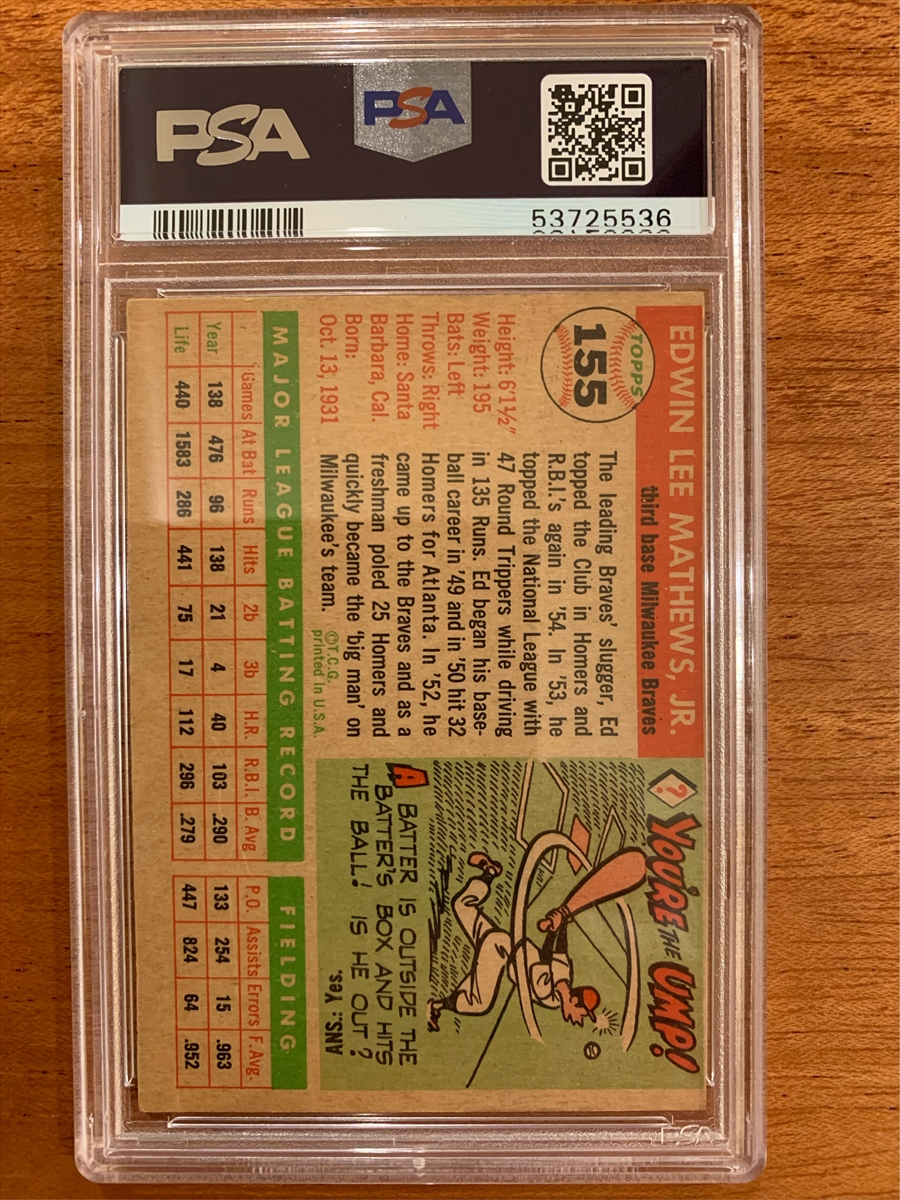 PSA
PSA
53725536
EDWIN LEE MATHEWS, JR.
third base Milwaukee Braves
TOPPS
155
Height: 6'1½"
Weight: 195
Bats: Left
Throws: Right
Home: Santa
Barbara, Cal.
Born:
Oct. 13, 1931
The leading Braves' slugger, Ed
topped the Club in Homers and
R.B.I.'s again in '54. In '53, he
topped the National League with
47 Round Trippers while driving
in 135 Runs. Ed began his base-
ball career in '49 and in '50 hit 32
Homers for Atlanta. In '52, he
came up to the Braves and as a
freshman poled 25 Homers and
quickly became the 'big man' on
Milwaukee's team.
©T.C.G.
printed in U.S.A.
? YOU'RE THE UMP!
A BATTER IS OUTSIDE THE
BATTER'S BOX AND HITS
THE BALL! IS HE OUT?
ANS.: Yes.
MAJOR LEAGUE BATTING RECORD FIELDING
Games At Bat Runs Hits 2b 3b H.R. R.B.I. B. Avg P.O. Assists Errors F. Avg.
Year 138 476 96 138 21 4 40 103 .290 133 254 15 .963
Life 440 1583 286 441 75 17 112 296 .279 447 824 64 .952
PSA